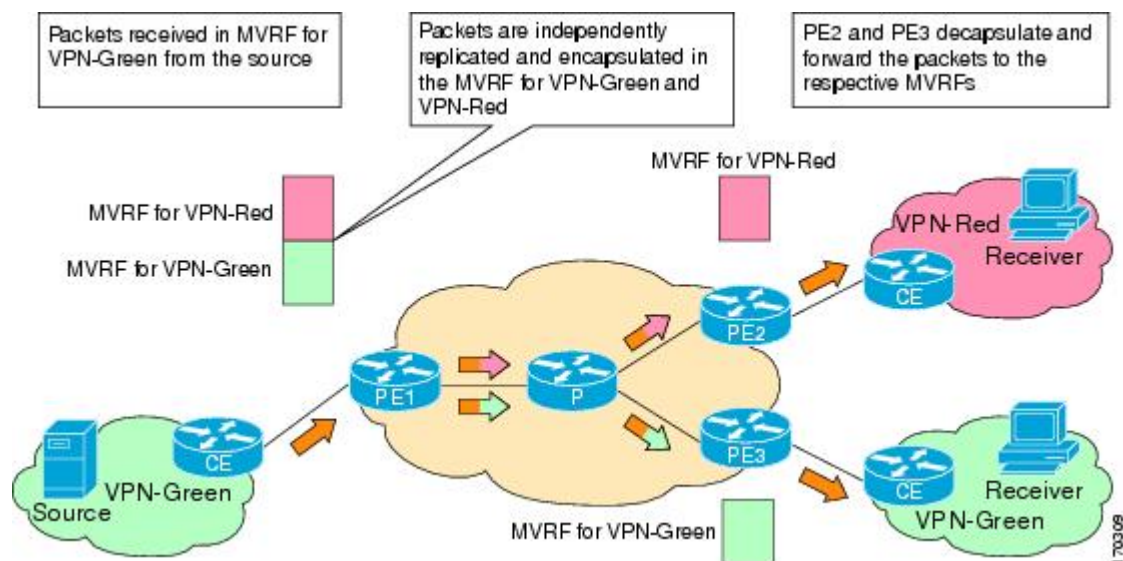 Packets received in MVRF for
VPN-Green from the source
Packets are independently
replicated and encapsulated in
the MVRF for VPN-Green and
VPN-Red
PE2 and PE3 decapsulate and
forward the packets to the
respective MVRFs
MVRF for VPN-Red
MVRF for VPN-Red
MVRF for VPN-Green
VPN-Red
Receiver
CE
PE2
PE1
P
CE
VPN-Green
Source
PE3
CE
Receiver
VPN-Green
MVRF for VPN-Green
170309